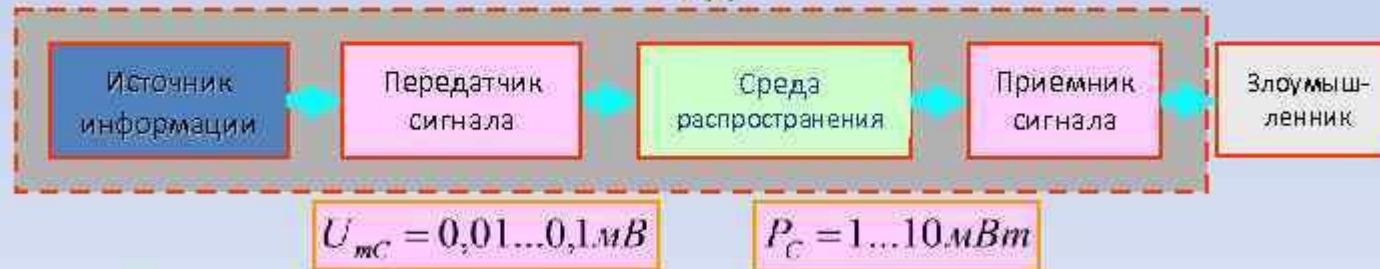 Источник
информации
Передатчик
сигнала
Среда
распространения
Приемник
сигнала
Злоумыш-
ленник
U_mC = 0,01...0,1мВ
P_C = 1...10мВт